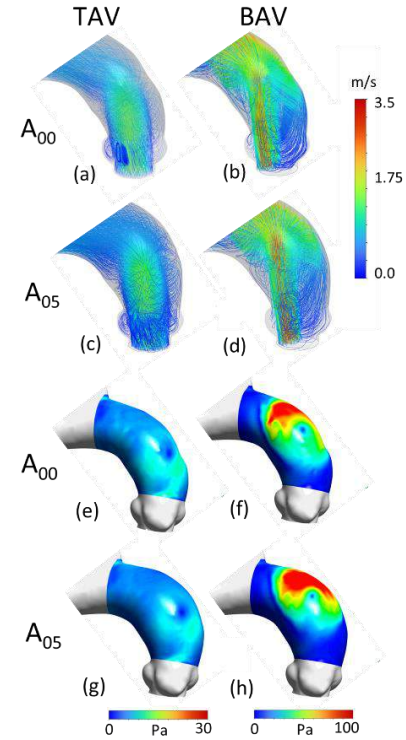 TAV BAV
m/s
3.5
A00
1.75
(a) (b)
0.0
A05
(c) (d)
A00
(e) (f)
A05
(g) (h)
0 Pa 30 0 Pa 100